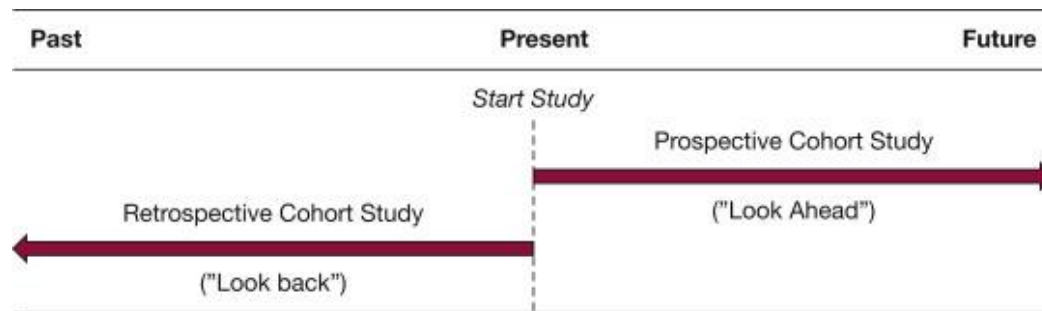 Past Present Future
Start Study
Prospective Cohort Study
("Look Ahead")
Retrospective Cohort Study
("Look back")